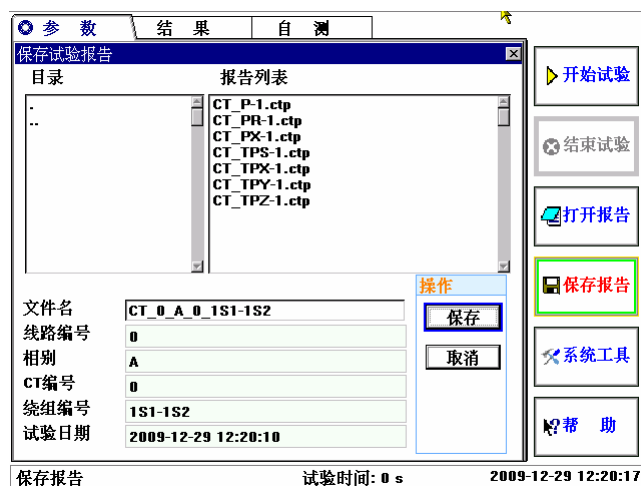 参 数 结 果 自 测
保存试验报告
目录 报告列表
.
..
CT_P-1.ctp
CT_PR-1.ctp
CT_PX-1.ctp
CT_TPS-1.ctp
CT_TPX-1.ctp
CT_TPY-1.ctp
CT_TPZ-1.ctp
文件名 CT_0_A_0_1S1-1S2
线路编号 0
相别 A
CT编号 0
绕组编号 1S1-1S2
试验日期 2009-12-29 12:20:10
操作
保存
取消
开始试验
结束试验
打开报告
保存报告
系统工具
帮 助
保存报告 试验时间: 0 s 2009-12-29 12:20:17